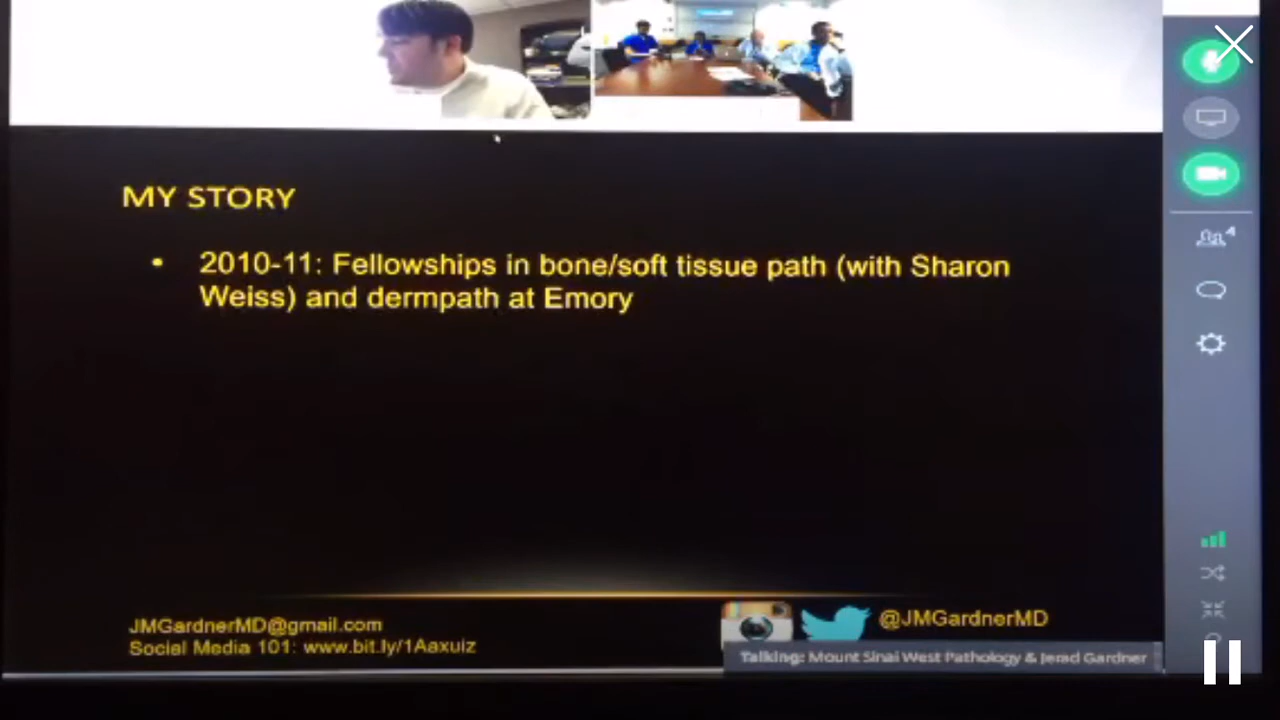 MY STORY
• 2010-11: Fellowships in bone/soft tissue path (with Sharon
Weiss) and dermpath at Emory
JMGardnerMD@gmail.com
Social Media 101: www.bit.ly/1Aaxuiz
@JMGardnerMD
Talking: Mount Sinai West Pathology & Jerad Gardner
4